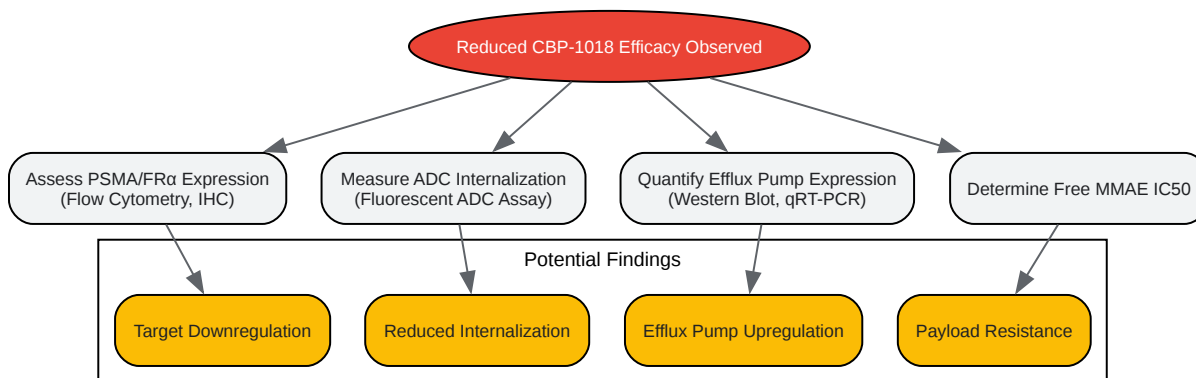 Reduced CBP-1018 Efficacy Observed
Assess PSMA/FRα Expression
(Flow Cytometry, IHC)
Measure ADC Internalization
(Fluorescent ADC Assay)
Quantify Efflux Pump Expression
(Western Blot, qRT-PCR)
Determine Free MMAE IC50
Potential Findings
Target Downregulation
Reduced Internalization
Efflux Pump Upregulation
Payload Resistance